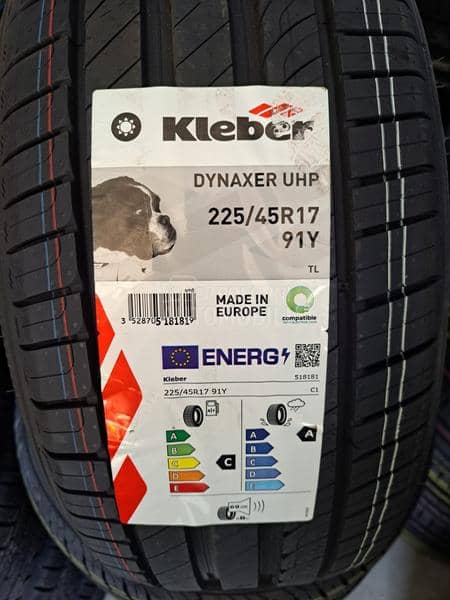 Kleber
DYNAXER UHP
225/45R17
91Y
TL
3 528705 181819
MADE IN
EUROPE
compatible
ENERG
Kleber 518181
225/45R17 91Y C1
A A
B B
C C C
D D
E E
A